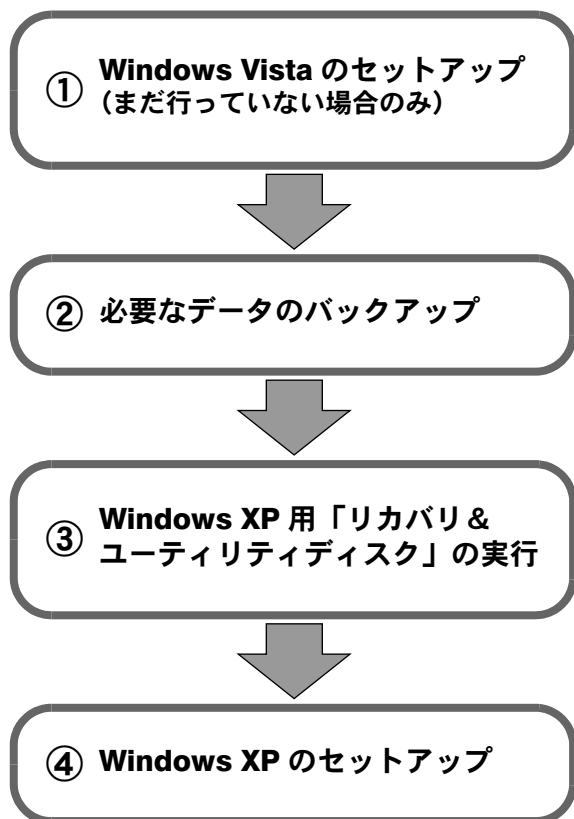 ① Windows Vista のセットアップ
（まだ行っていない場合のみ）
② 必要なデータのバックアップ
③ Windows XP 用「リカバリ＆
ユーティリティディスク」の実行
④ Windows XP のセットアップ